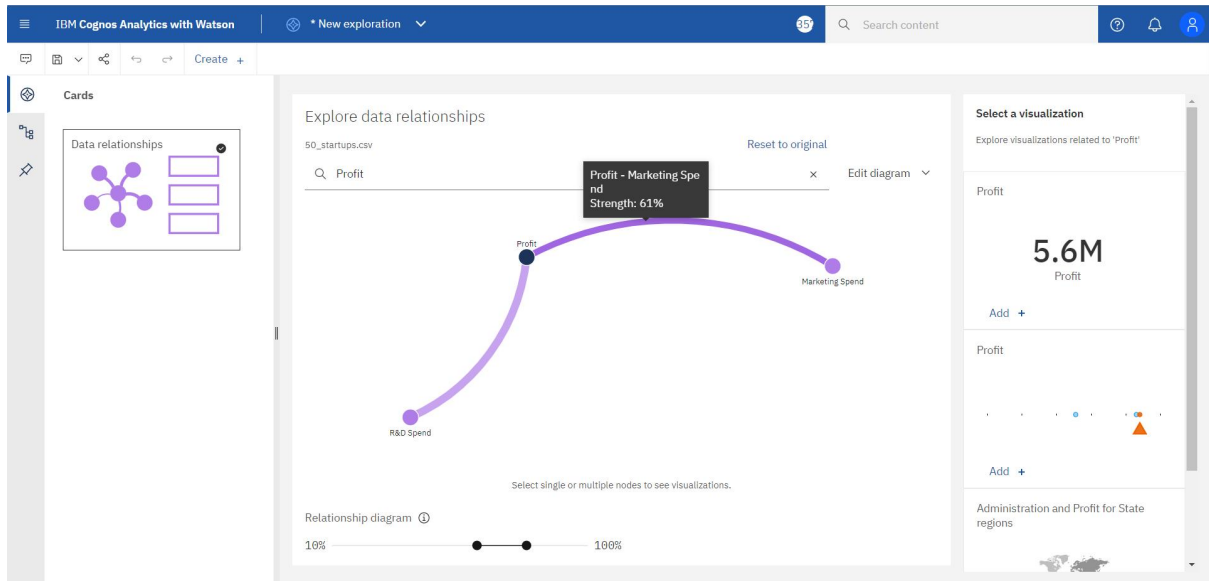 IBM Cognos Analytics with Watson
* New exploration
35
Search content
Create +
Cards
Data relationships
Explore data relationships
50_startups.csv
Reset to original
Profit
Edit diagram
Profit - Marketing Spe
nd
Strength: 61%
Profit
Marketing Spend
R&D Spend
Select single or multiple nodes to see visualizations.
Relationship diagram
10%
100%
Select a visualization
Explore visualizations related to 'Profit'
Profit
5.6M
Profit
Add +
Profit
Add +
Administration and Profit for State
regions